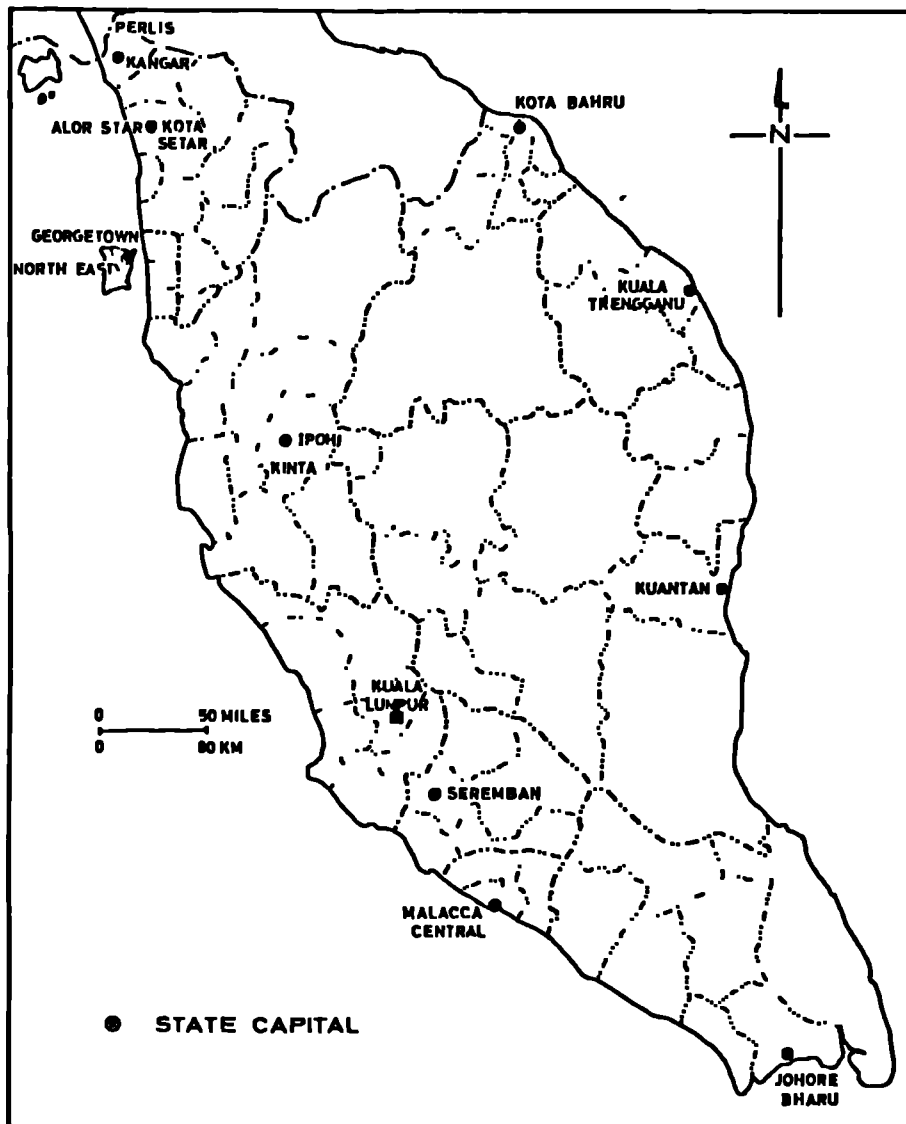 PERLIS
KANGAR
KOTA BAHRU
ALOR STAR KOTA
SETAR
N
GEORGETOWN
NORTH EAST
KUALA
TRENGGANU
IPOH
KINTA
KUANTAN
KUALA
LUMPUR
0 50 MILES
0 80 KM
SEREMBAN
MALACCA
CENTRAL
STATE CAPITAL
JOHORE
BHARU